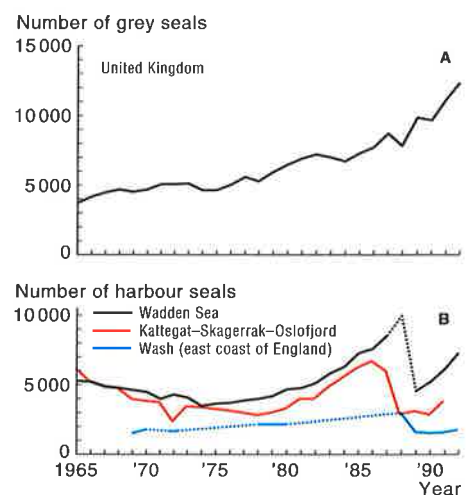 Number of grey seals
15 000
A
United Kingdom
10 000
5000
0
Number of harbour seals
10 000
Wadden Sea
B
Kattegat–Skagerrak–Oslofjord
Wash (east coast of England)
5000
0
1965 '70 '75 '80 '85 '90
Year